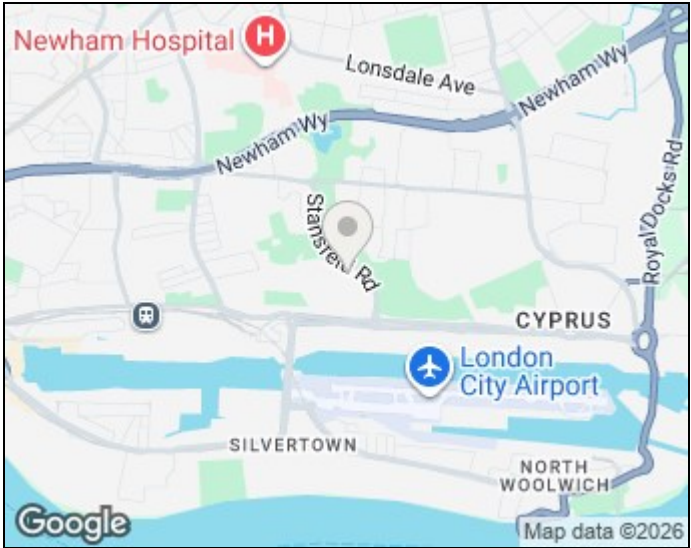 Newham Hospital
H
Lonsdale Ave
Newham Wy
Newham Wy
Royal Docks Rd
Stansfeld Rd
CYPRUS
London
City Airport
SILVERTOWN
NORTH
WOOLWICH
Google
Map data ©2026